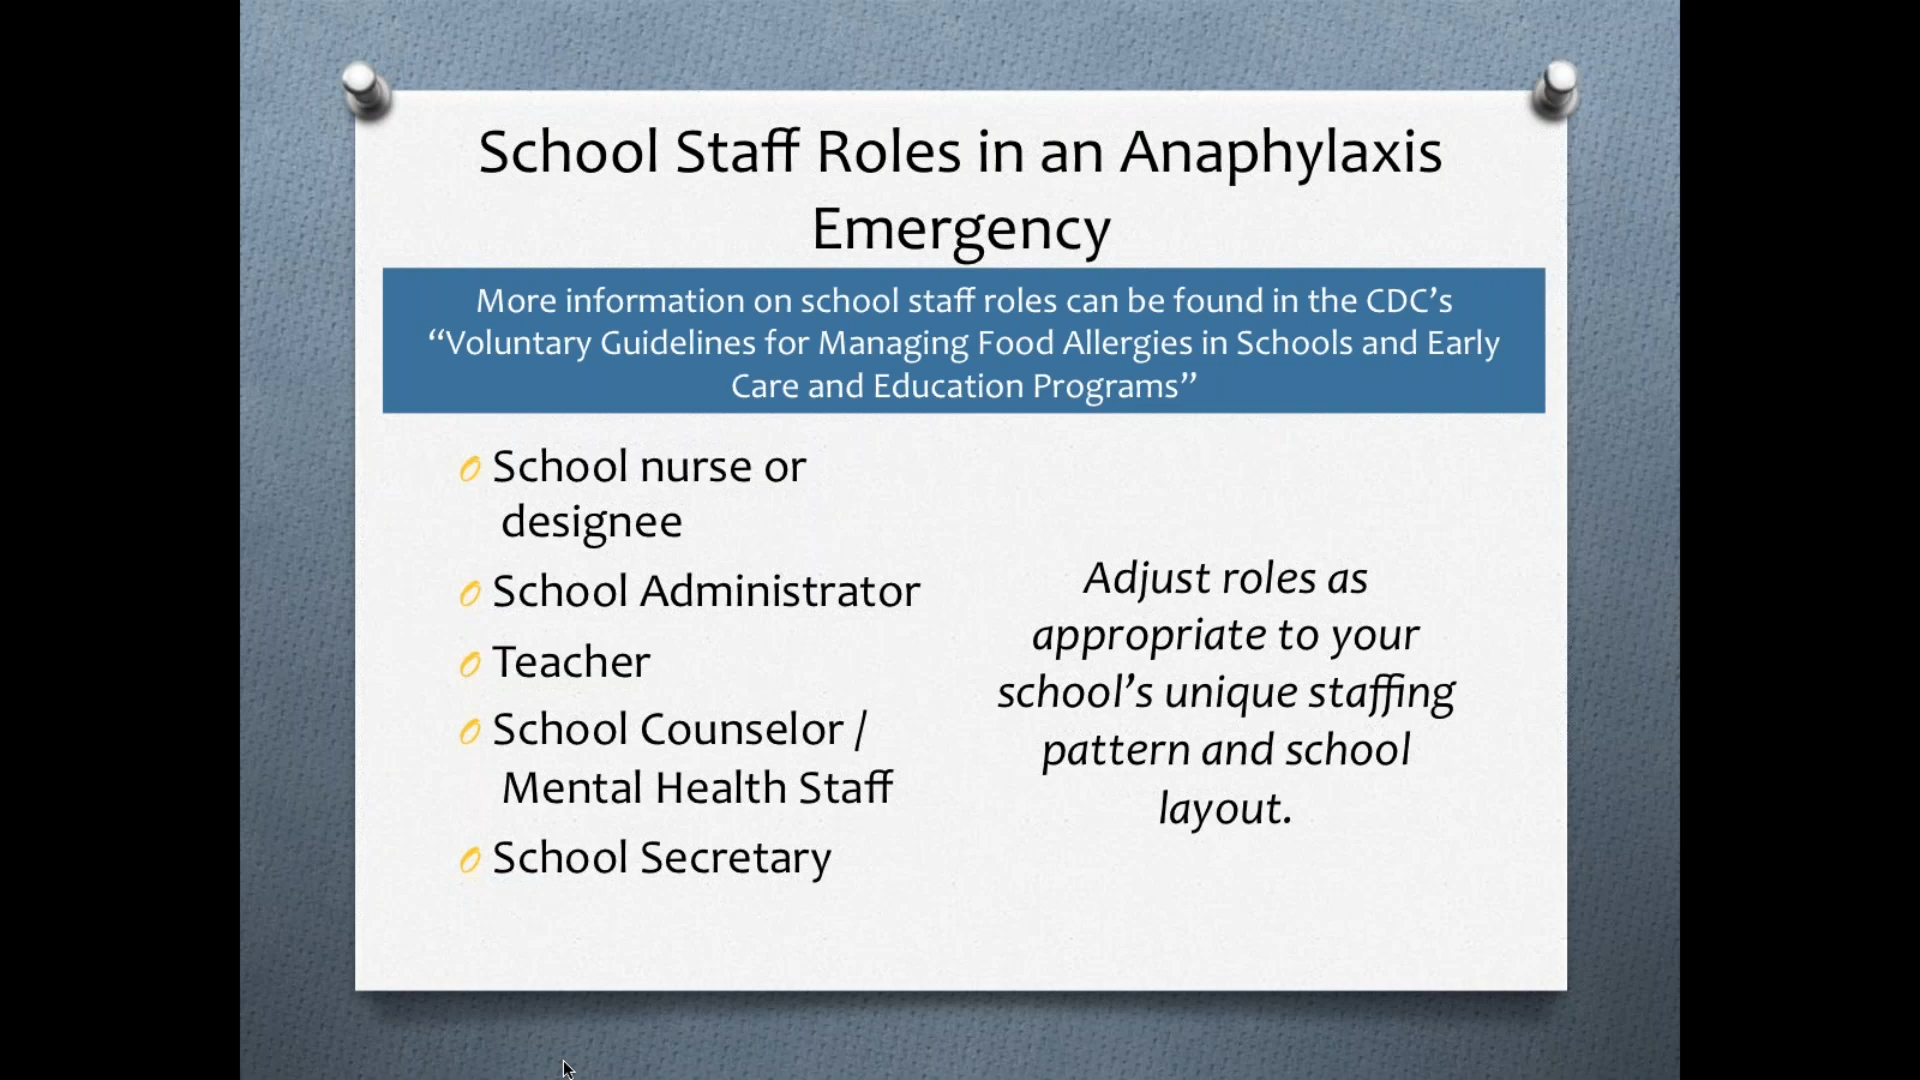 School Staff Roles in an Anaphylaxis
Emergency
More information on school staff roles can be found in the CDC’s
“Voluntary Guidelines for Managing Food Allergies in Schools and Early
Care and Education Programs”
School nurse or
designee
School Administrator
Teacher
School Counselor /
Mental Health Staff
School Secretary
Adjust roles as
appropriate to your
school’s unique staffing
pattern and school
layout.